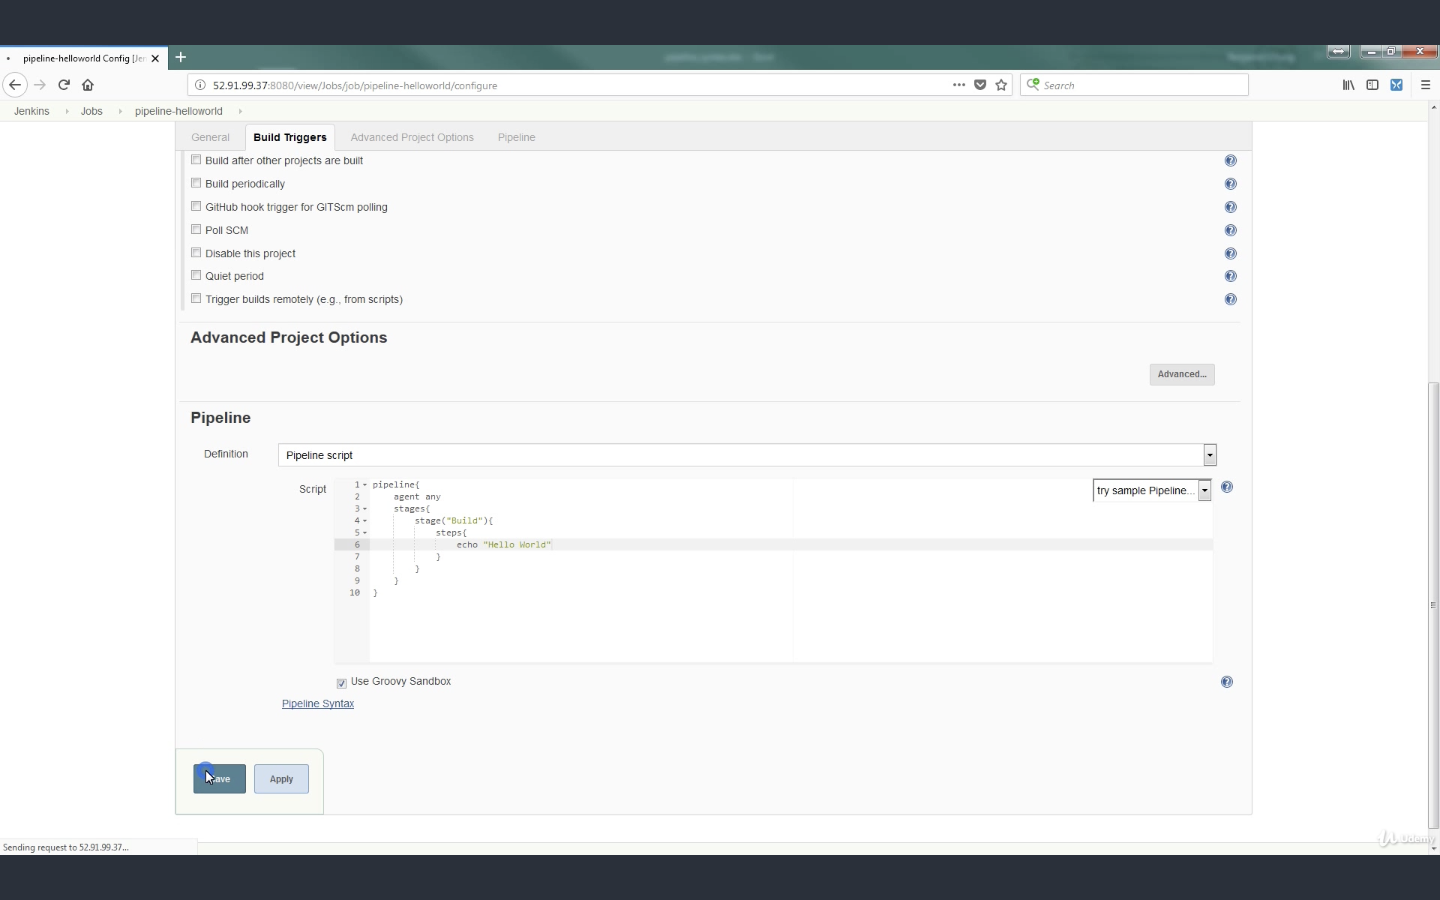 pipeline-helloworld Config [Jen
52.91.99.37:8080/view/Jobs/job/pipeline-helloworld/configure
Search
Jenkins
Jobs
pipeline-helloworld
General
Build Triggers
Advanced Project Options
Pipeline
Build after other projects are built
Build periodically
GitHub hook trigger for GITScm polling
Poll SCM
Disable this project
Quiet period
Trigger builds remotely (e.g., from scripts)
Advanced Project Options
Advanced...
Pipeline
Definition
Pipeline script
Script
try sample Pipeline...
1 pipeline{
2 agent any
3 stages{
4 stage("Build"){
5 steps{
6 echo "Hello World"
7 }
8 }
9 }
10 }
Use Groovy Sandbox
Pipeline Syntax
Save
Apply
Sending request to 52.91.99.37...
Udemy